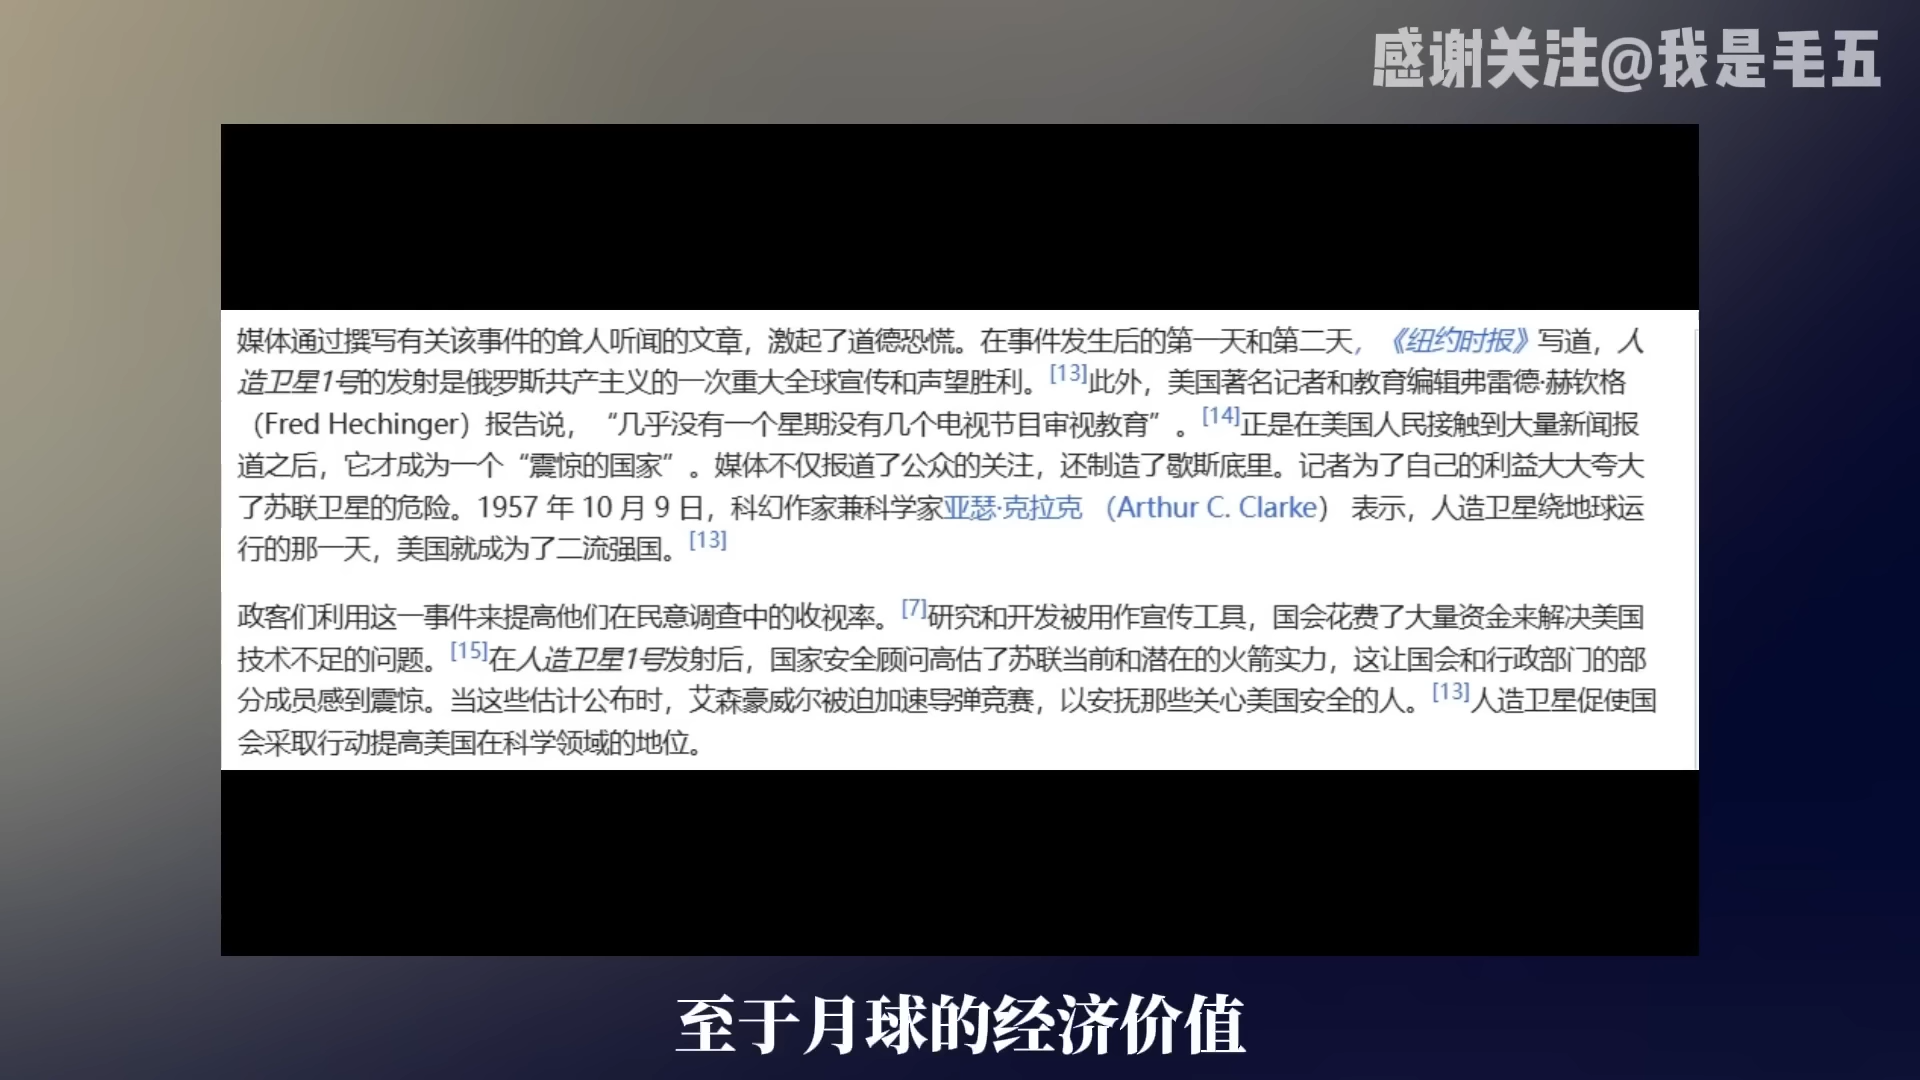 感谢关注@我是毛五
媒体通过撰写有关该事件的耸人听闻的文章，激起了道德恐慌。在事件发生后的第一天和第二天，《纽约时报》写道，人
造卫星1号的发射是俄罗斯共产主义的一次重大全球宣传和声望胜利。[13]此外，美国著名记者和教育编辑弗雷德·赫钦格
（Fred Hechinger）报告说，“几乎没有一个星期没有几个电视节目审视教育”。[14]正是在美国人民接触到大量新闻报
道之后，它才成为一个“震惊的国家”。媒体不仅报道了公众的关注，还制造了歇斯底里。记者为了自己的利益大大夸大
了苏联卫星的危险。1957 年 10 月 9 日，科幻作家兼科学家亚瑟·克拉克 （Arthur C. Clarke） 表示，人造卫星绕地球运
行的那一天，美国就成为了二流强国。[13]
政客们利用这一事件来提高他们在民意调查中的收视率。[7]研究和开发被用作宣传工具，国会花费了大量资金来解决美国
技术不足的问题。[15]在人造卫星1号发射后，国家安全顾问高估了苏联当前和潜在的火箭实力，这让国会和行政部门的部
分成员感到震惊。当这些估计公布时，艾森豪威尔被迫加速导弹竞赛，以安抚那些关心美国安全的人。[13]人造卫星促使国
会采取行动提高美国在科学领域的地位。
至于月球的经济价值